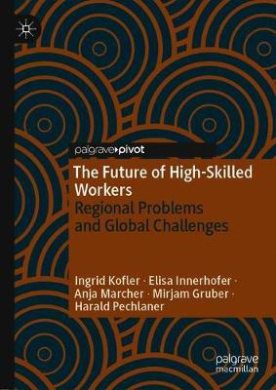 palgrave▸pivot
The Future of High-Skilled
Workers
Regional Problems
and Global Challenges
Ingrid Kofler · Elisa Innerhofer ·
Anja Marcher · Mirjam Gruber ·
Harald Pechlaner
palgrave
macmillan